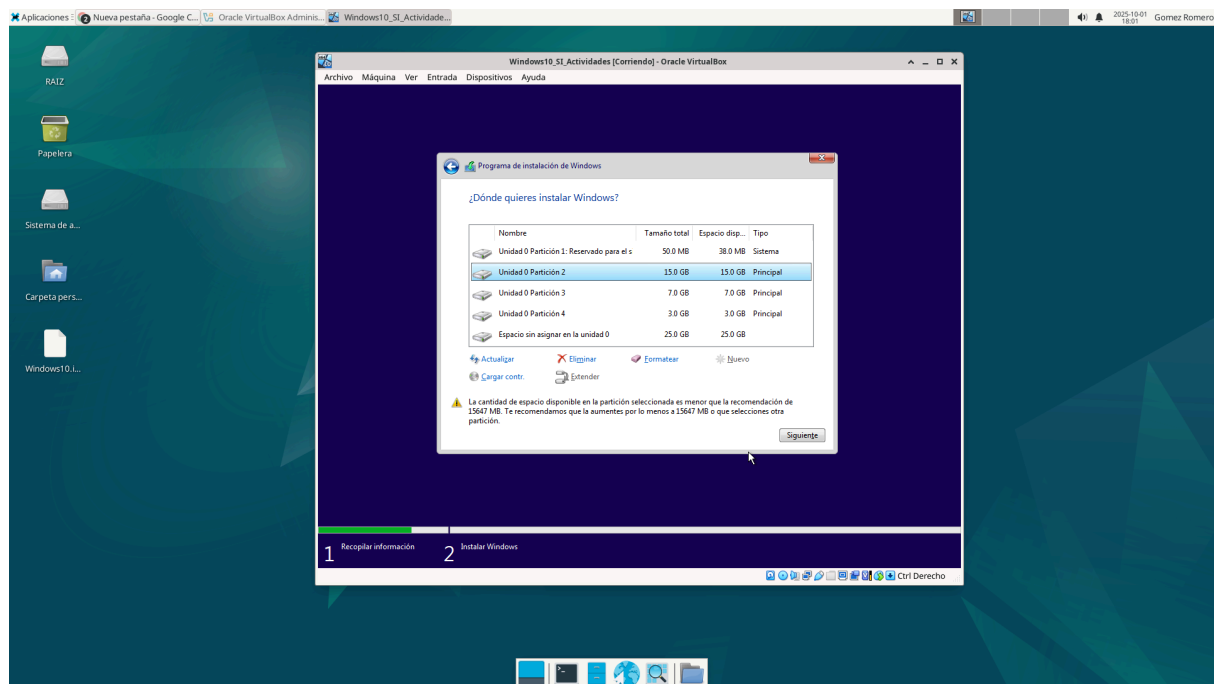 Aplicaciones
Nueva pestaña - Google C...
Oracle VirtualBox Adminis...
Windows10_SI_Actividade...
2025-10-01
18:01
Gomez Romero
RAIZ
Papelera
Sistema de a...
Carpeta pers...
Windows10.i...
Windows10_SI_Actividades [Corriendo] - Oracle VirtualBox
Archivo Máquina Ver Entrada Dispositivos Ayuda
Programa de instalación de Windows
¿Dónde quieres instalar Windows?
Nombre Tamaño total Espacio disp... Tipo
Unidad 0 Partición 1: Reservado para el s 50.0 MB 38.0 MB Sistema
Unidad 0 Partición 2 15.0 GB 15.0 GB Principal
Unidad 0 Partición 3 7.0 GB 7.0 GB Principal
Unidad 0 Partición 4 3.0 GB 3.0 GB Principal
Espacio sin asignar en la unidad 0 25.0 GB 25.0 GB
Actualizar Eliminar Formatear Nuevo
Cargar contr. Extender
La cantidad de espacio disponible en la partición seleccionada es menor que la recomendación de
15647 MB. Te recomendamos que la aumentes por lo menos a 15647 MB o que selecciones otra
partición.
Siguiente
1 Recopilar información 2 Instalar Windows
Ctrl Derecho